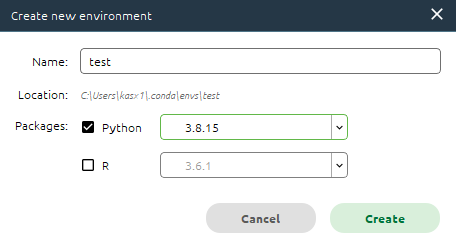 Create new environment
Name: test
Location: C:\Users\kasx1\.conda\envs\test
Packages: Python 3.8.15
R 3.6.1
Cancel Create